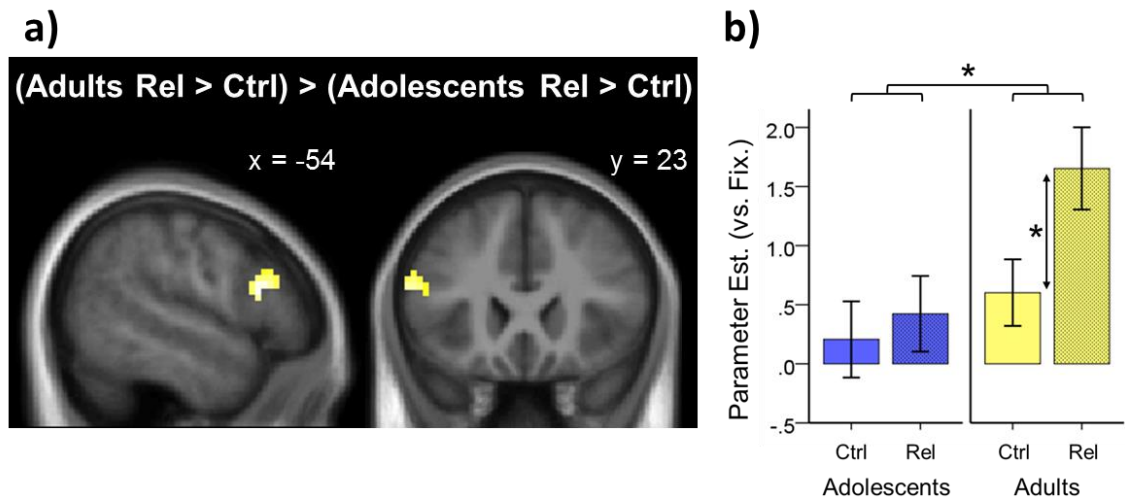 a)
(Adults Rel > Ctrl) > (Adolescents Rel > Ctrl)
x = -54
y = 23
b)
*
Parameter Est. (vs. Fix.)
2.0
1.5
1.0
.5
.0
-.5
*
Ctrl Rel Ctrl Rel
Adolescents Adults